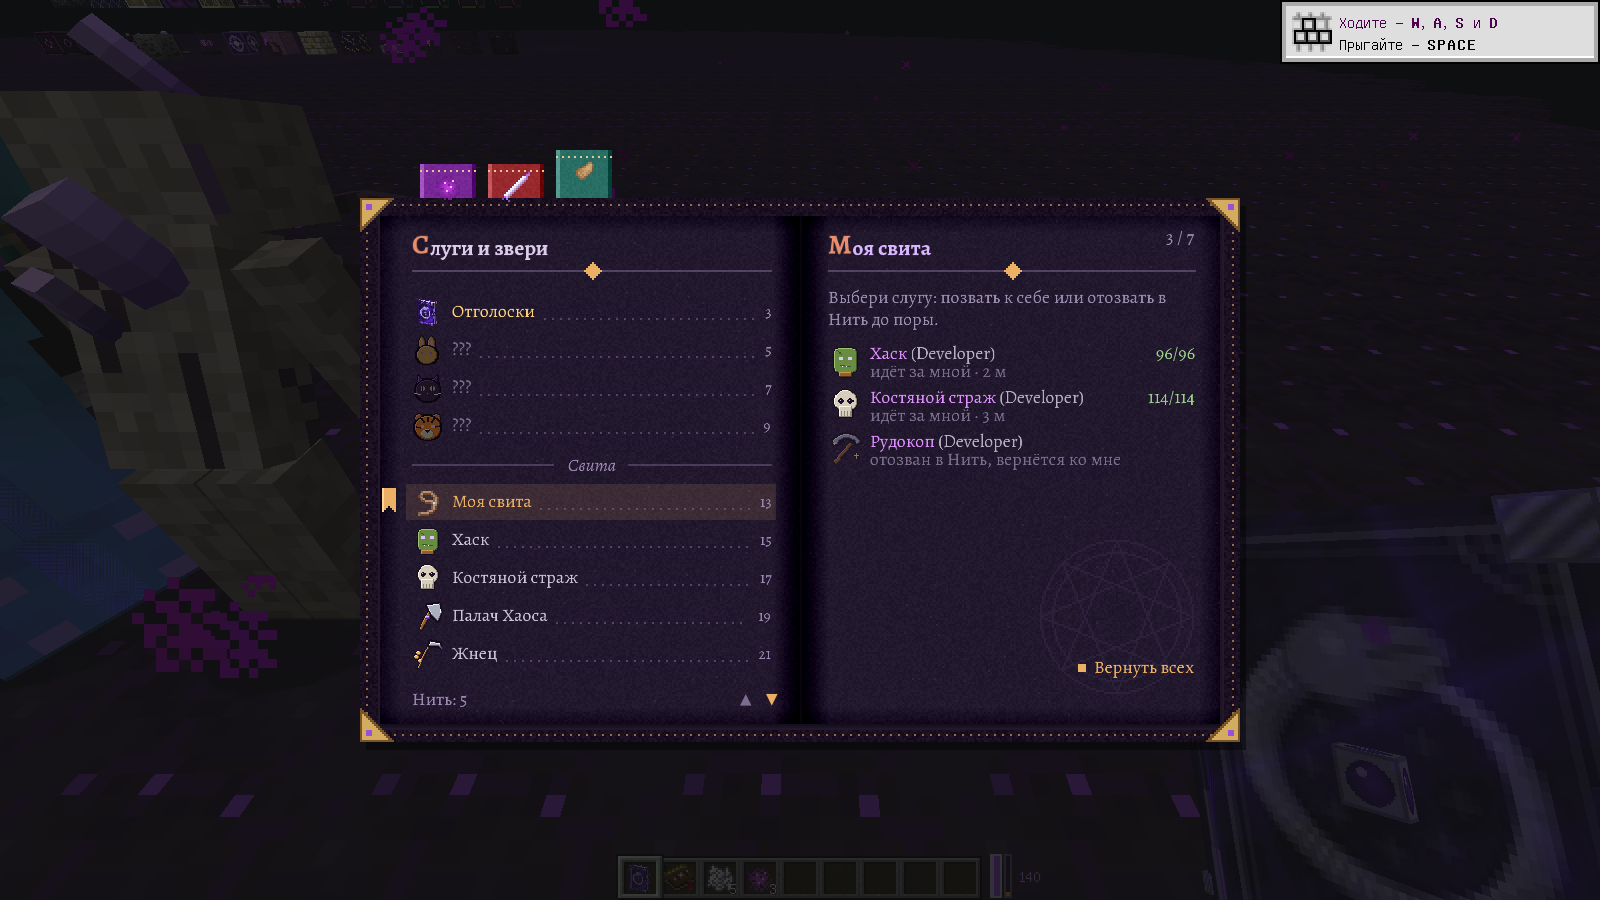 Ходите – W, A, S и D
Прыгайте – SPACE
Слуги и звери
Отголоски 3
??? 5
??? 7
??? 9
Свита
Моя свита 13
Хаск 15
Костяной страж 17
Палач Хаоса 19
Жнец 21
Нить: 5
Моя свита
3 / 7
Выбери слугу: позвать к себе или отозвать в
Нить до поры.
Хаск (Developer) 96/96
идёт за мной · 2 м
Костяной страж (Developer) 114/114
идёт за мной · 3 м
Рудокоп (Developer)
отозван в Нить, вернётся ко мне
Вернуть всех
5
3
140